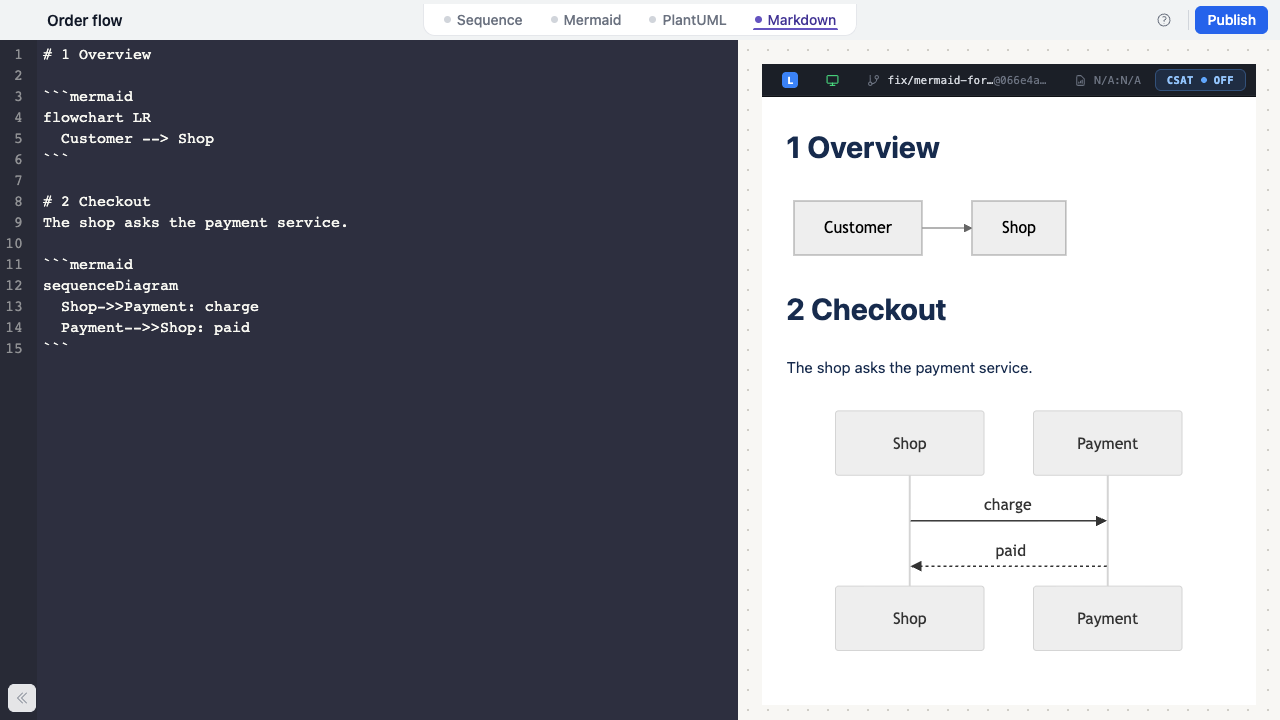 Order flow
Sequence
Mermaid
PlantUML
Markdown
Publish
1 # 1 Overview
2
3 ```mermaid
4 flowchart LR
5   Customer --> Shop
6 ```
7
8 # 2 Checkout
9 The shop asks the payment service.
10
11 ```mermaid
12 sequenceDiagram
13   Shop->>Payment: charge
14   Payment-->>Shop: paid
15 ```
L
fix/mermaid-for…@066e4a…
N/A:N/A
CSAT OFF
1 Overview
Customer
Shop
2 Checkout
The shop asks the payment service.
Shop
Payment
charge
paid
Shop
Payment